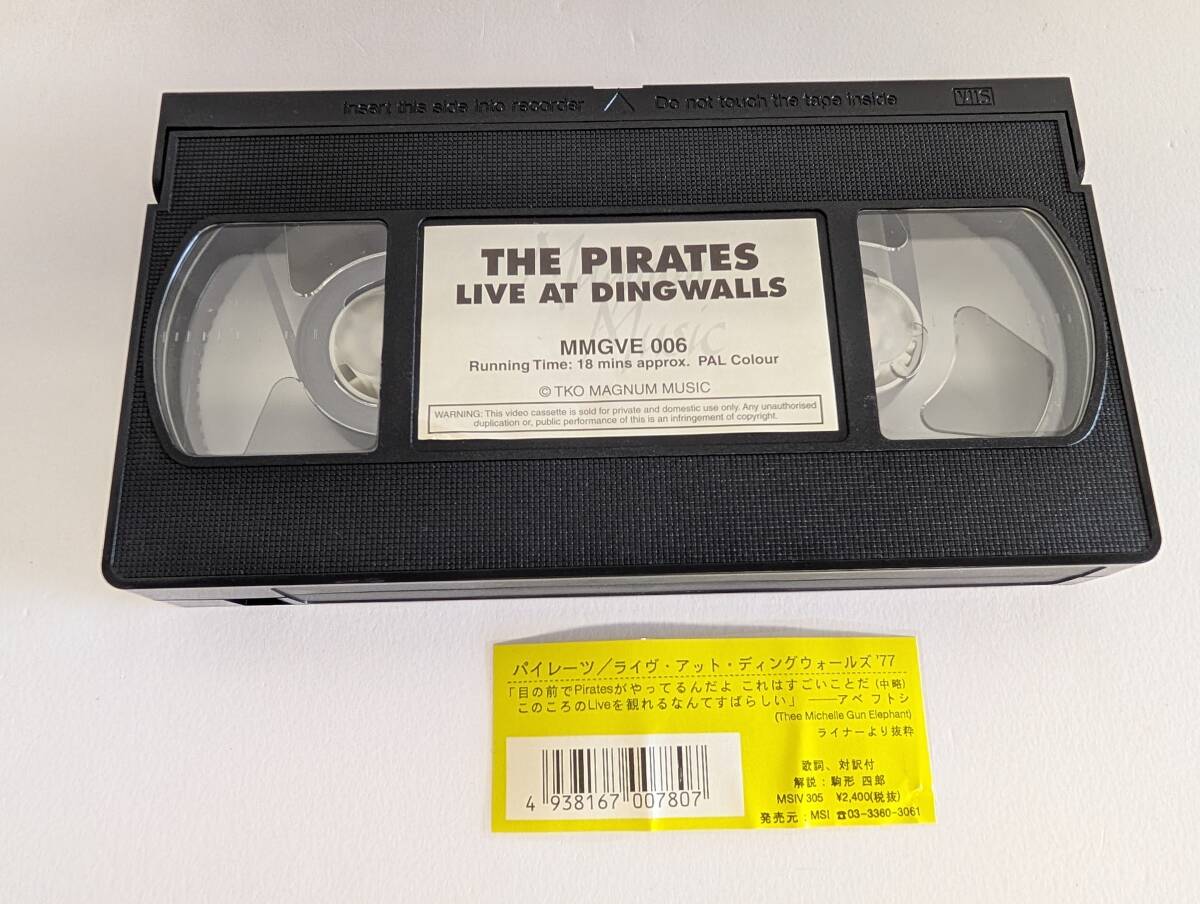 Insert this side into recorder △ Do not touch the tape inside VHS
THE PIRATES
LIVE AT DINGWALLS
Magnum Music
MMGVE 006
Running Time: 18 mins approx. PAL Colour
© TKO MAGNUM MUSIC
WARNING: This video cassette is sold for private and domestic use only. Any unauthorised
duplication or, public performance of this is an infringement of copyright.
パイレーツ/ライヴ・アット・ディングウォールズ '77
「目の前でPiratesがやってるんだよ これはすごいことだ (中略)
このころのLiveを観れるなんてすばらしい」 ——アベ フトシ
(Thee Michelle Gun Elephant)
ライナーより抜粋
歌詞、対訳付
解説：駒形 四郎
MSIV 305 ¥2,400(税抜)
発売元：MSI ☎03-3360-3061
4 938167 007807